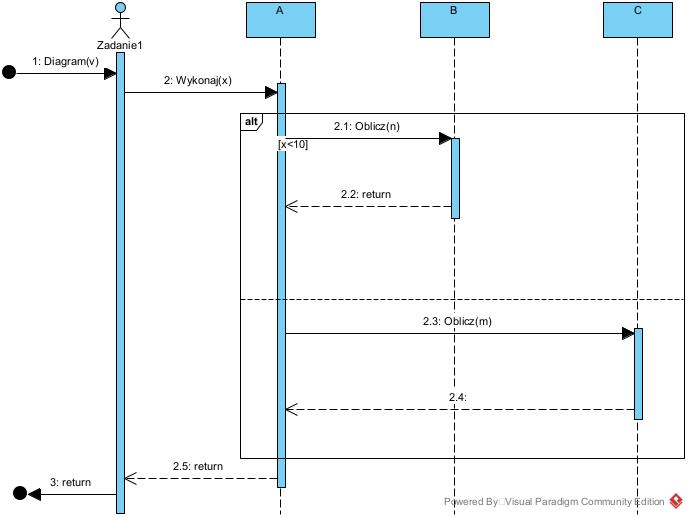 A
B
C
Zadanie1
1: Diagram(v)
2: Wykonaj(x)
alt
2.1: Oblicz(n)
[x<10]
2.2: return
2.3: Oblicz(m)
2.4:
2.5: return
3: return
Powered By Visual Paradigm Community Edition